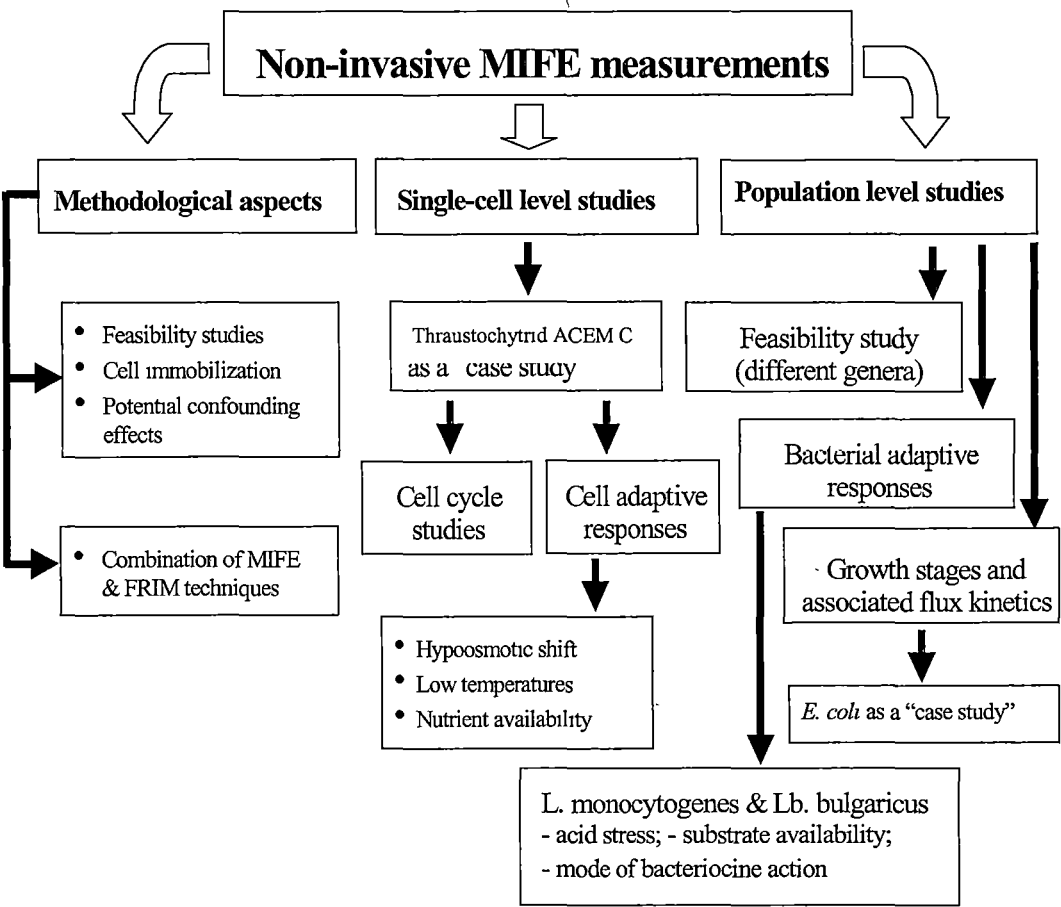 Non-invasive MIFE measurements
Methodological aspects
Single-cell level studies
Population level studies
• Feasibility studies
• Cell immobilization
• Potential confounding
effects
• Combination of MIFE
& FRIM techniques
Thraustochytrid ACEM C
as a case study
Cell cycle
studies
Cell adaptive
responses
• Hypoosmotic shift
• Low temperatures
• Nutrient availability
Feasibility study
(different genera)
Bacterial adaptive
responses
Growth stages and
associated flux kinetics
E. coli as a “case study”
L. monocytogenes & Lb. bulgaricus
- acid stress; - substrate availability;
- mode of bacteriocine action